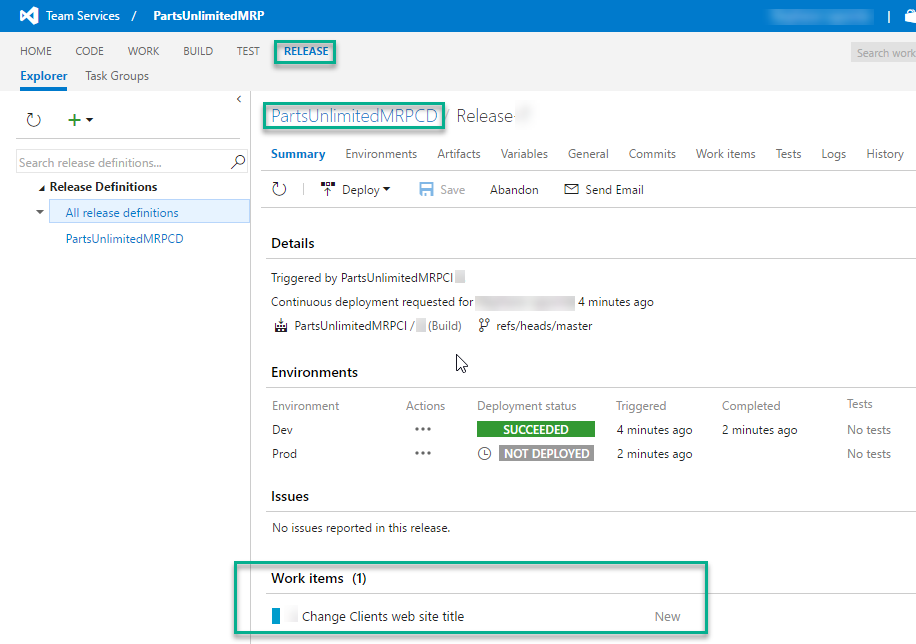 Team Services / PartsUnlimitedMRP |
HOME CODE WORK BUILD TEST RELEASE Search work
Explorer Task Groups
Search release definitions...
Release Definitions
All release definitions
PartsUnlimitedMRPCD
PartsUnlimitedMRPCD / Release-
Summary Environments Artifacts Variables General Commits Work items Tests Logs History
Deploy Save Abandon Send Email
Details
Triggered by PartsUnlimitedMRPCI
Continuous deployment requested for 4 minutes ago
PartsUnlimitedMRPCI / (Build) refs/heads/master
Environments
Environment Actions Deployment status Triggered Completed Tests
Dev ••• SUCCEEDED 4 minutes ago 2 minutes ago No tests
Prod ••• NOT DEPLOYED 2 minutes ago No tests
Issues
No issues reported in this release.
Work items (1)
Change Clients web site title New